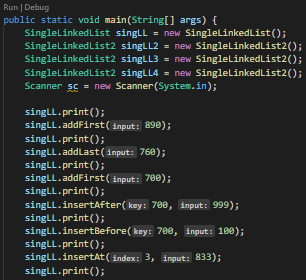 Run | Debug
public static void main(String[] args) {
SingleLinkedList singLL = new SingleLinkedList();
SingleLinkedList2 singLL2 = new SingleLinkedList2();
SingleLinkedList2 singLL3 = new SingleLinkedList2();
SingleLinkedList2 singLL4 = new SingleLinkedList2();
Scanner sc = new Scanner(System.in);
singLL.print();
singLL.addFirst(input: 890);
singLL.print();
singLL.addLast(input: 760);
singLL.print();
singLL.addFirst(input: 700);
singLL.print();
singLL.insertAfter(key: 700, input: 999);
singLL.print();
singLL.insertBefore(key: 700, input: 100);
singLL.print();
singLL.insertAt(index: 3, input: 833);
singLL.print();